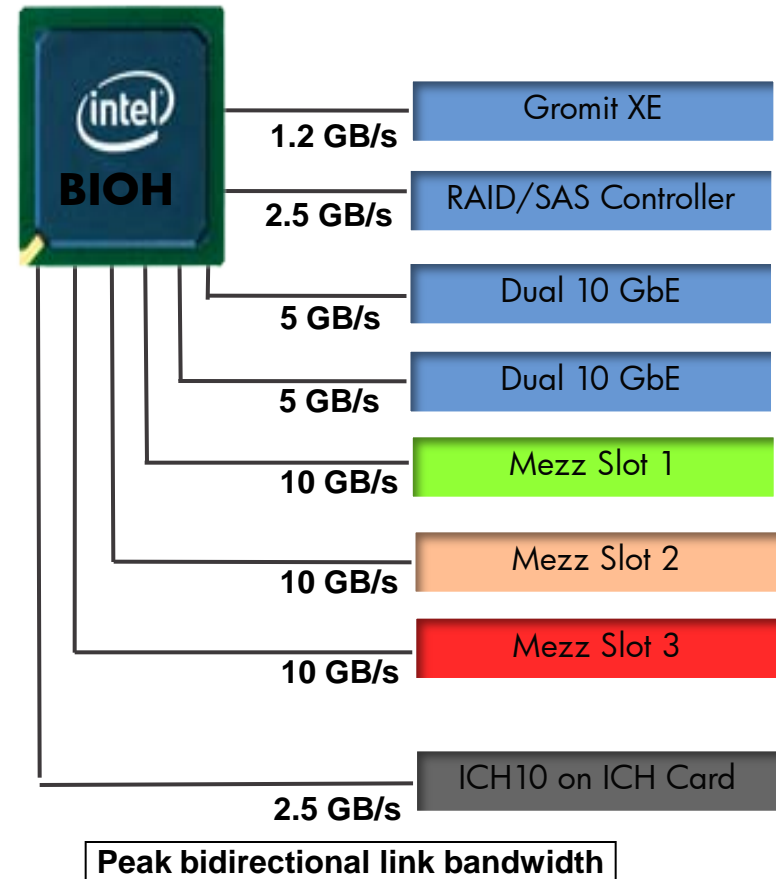 intel
BIOH
Gromit XE
1.2 GB/s
RAID/SAS Controller
2.5 GB/s
Dual 10 GbE
5 GB/s
Dual 10 GbE
5 GB/s
Mezz Slot 1
10 GB/s
Mezz Slot 2
10 GB/s
Mezz Slot 3
10 GB/s
ICH10 on ICH Card
2.5 GB/s
Peak bidirectional link bandwidth